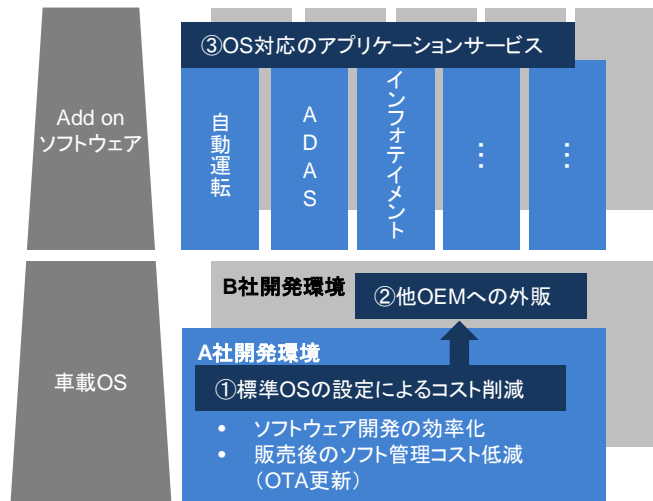 ③OS対応のアプリケーションサービス
Add on
ソフトウェア
自動運転
ADAS
インフォテイメント
…
…
B社開発環境
②他OEMへの外販
A社開発環境
車載OS
①標準OSの設定によるコスト削減
• ソフトウェア開発の効率化
• 販売後のソフト管理コスト低減
（OTA更新）